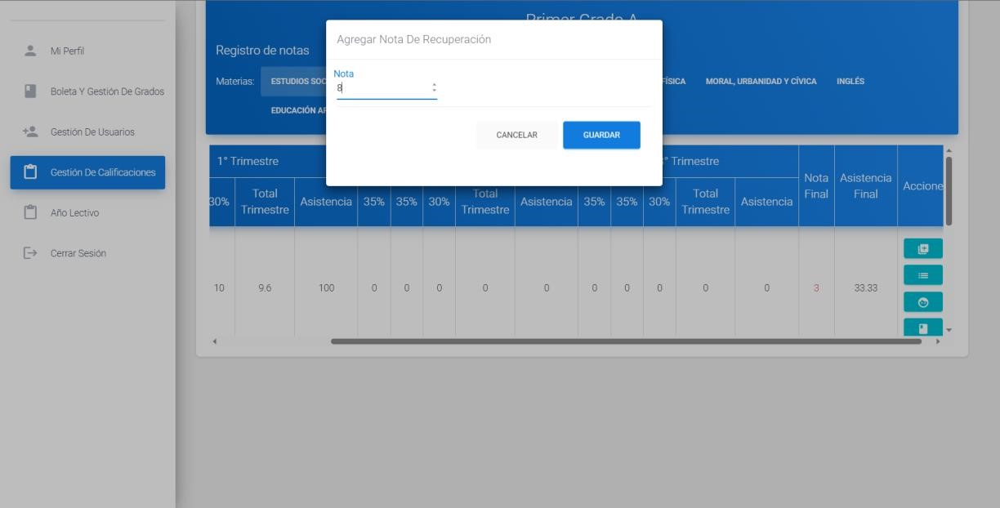 Mi Perfil
Boleta Y Gestión De Grados
Gestión De Usuarios
Gestión De Calificaciones
Año Lectivo
Cerrar Sesión
Primer Grado A
Registro de notas
Materias: ESTUDIOS SOC
FÍSICA MORAL, URBANIDAD Y CÍVICA INGLÉS
EDUCACIÓN AR
Agregar Nota De Recuperación
Nota
8
CANCELAR GUARDAR
1° Trimestre 3° Trimestre Nota Final Asistencia Final Accione
30% Total Trimestre Asistencia 35% 35% 30% Total Trimestre Asistencia 35% 35% 30% Total Trimestre Asistencia
10 9.6 100 0 0 0 0 0 0 0 0 0 0 3 33.33